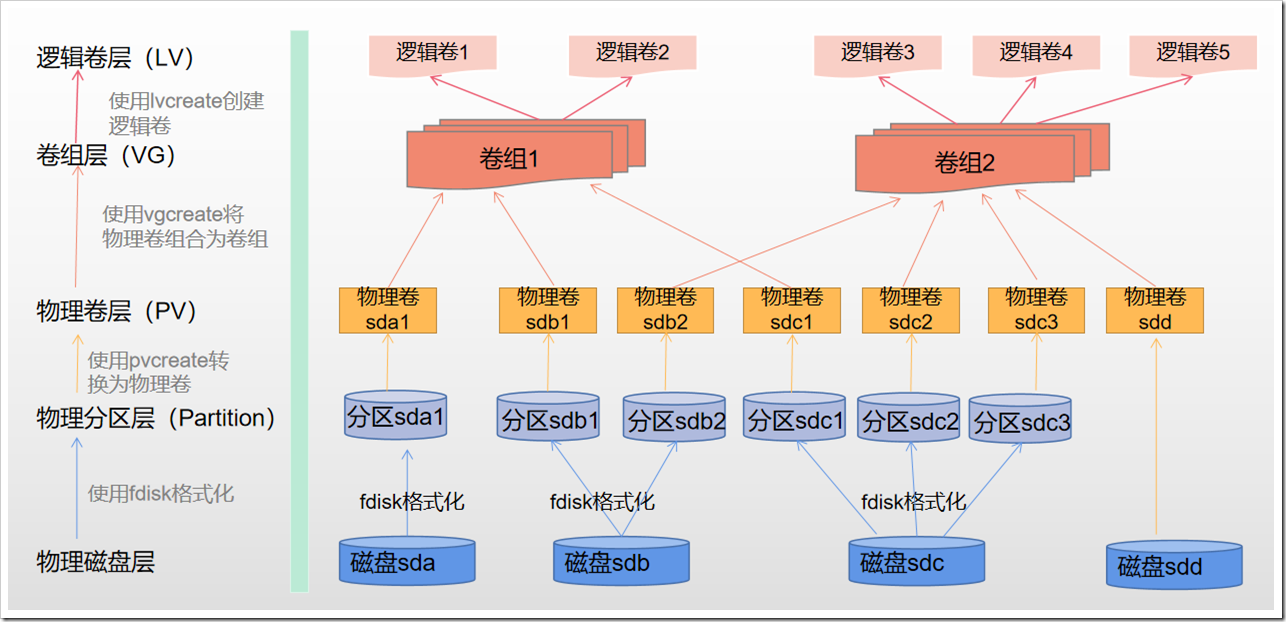 逻辑卷层（LV）
使用lvcreate创建
逻辑卷
卷组层（VG）
使用vgcreate将
物理卷组合为卷组
物理卷层（PV）
使用pvcreate转
换为物理卷
物理分区层（Partition）
使用fdisk格式化
物理磁盘层
逻辑卷1
逻辑卷2
逻辑卷3
逻辑卷4
逻辑卷5
卷组1
卷组2
物理卷
sda1
物理卷
sdb1
物理卷
sdb2
物理卷
sdc1
物理卷
sdc2
物理卷
sdc3
物理卷
sdd
分区sda1
分区sdb1
分区sdb2
分区sdc1
分区sdc2
分区sdc3
fdisk格式化
fdisk格式化
fdisk格式化
磁盘sda
磁盘sdb
磁盘sdc
磁盘sdd